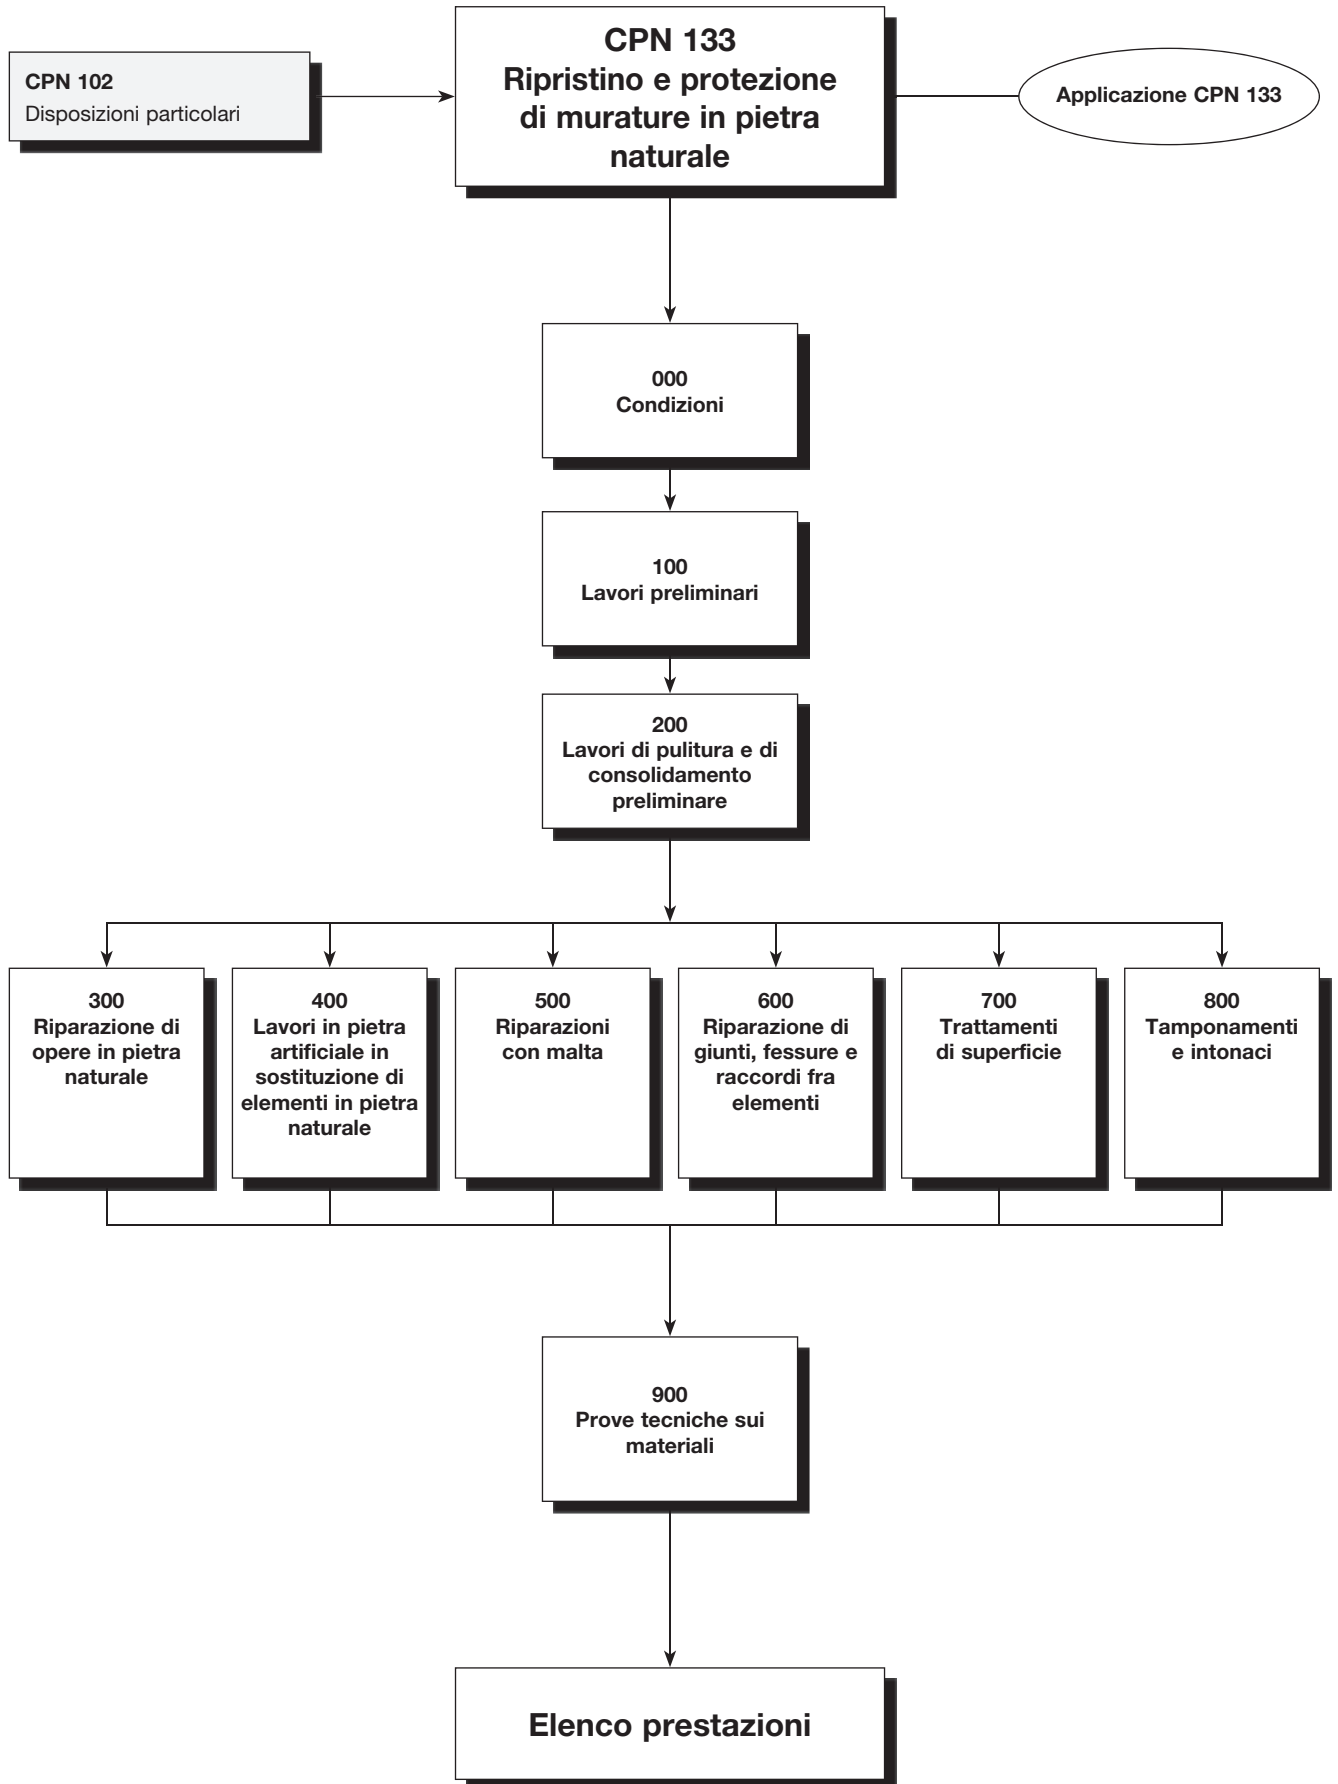 CPN 102
Disposizioni particolari
CPN 133
Ripristino e protezione
di murature in pietra
naturale
Applicazione CPN 133
000
Condizioni
100
Lavori preliminari
200
Lavori di pulitura e di
consolidamento
preliminare
300
Riparazione di
opere in pietra
naturale
400
Lavori in pietra
artificiale in
sostituzione di
elementi in pietra
naturale
500
Riparazioni
con malta
600
Riparazione di
giunti, fessure e
raccordi fra
elementi
700
Trattamenti
di superficie
800
Tamponamenti
e intonaci
900
Prove tecniche sui
materiali
Elenco prestazioni